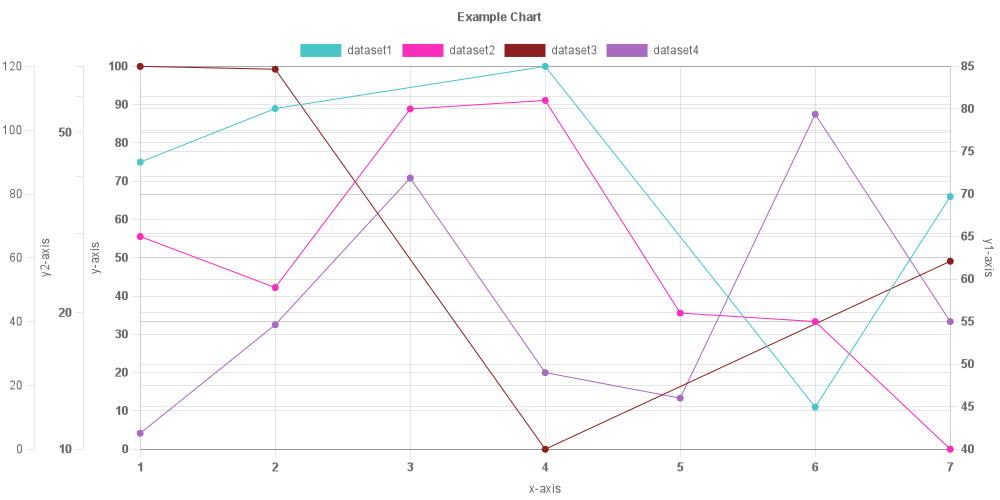 Example Chart
dataset1 dataset2 dataset3 dataset4
120 100 85
90 80
100 50 80 75
80 70 70
60 65
60 50 60
40 20 40 30 55
20 20 50
10 45
0 10 0 40
y2-axis
y-axis
y1-axis
1 2 3 4 5 6 7
x-axis